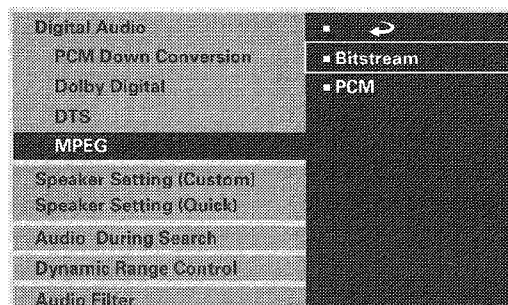 Digital Audio
PCM Down Conversion
Dolby Digital
DTS
MPEG
Speaker Setting (Custom)
Speaker Setting (Quick)
Audio During Search
Dynamic Range Control
Audio Filter
Bitstream
PCM